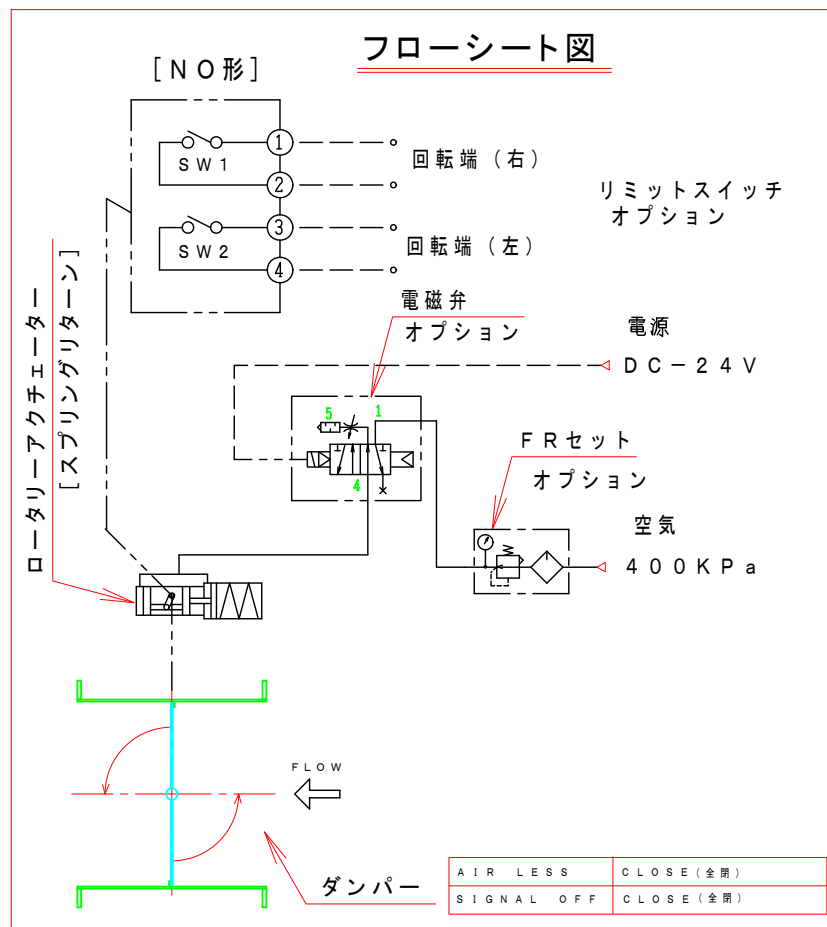 フローシート図
[NO形]
1
SW1
2
回転端(右)
3
SW2
4
回転端(左)
リミットスイッチ
オプション
ロータリーアクチェーター
[スプリングリターン]
電磁弁
オプション
電源
DC-24V
5
1
4
FRセット
オプション
空気
400KPa
FLOW
ダンパー
AIR LESS CLOSE(全閉)
SIGNAL OFF CLOSE(全閉)